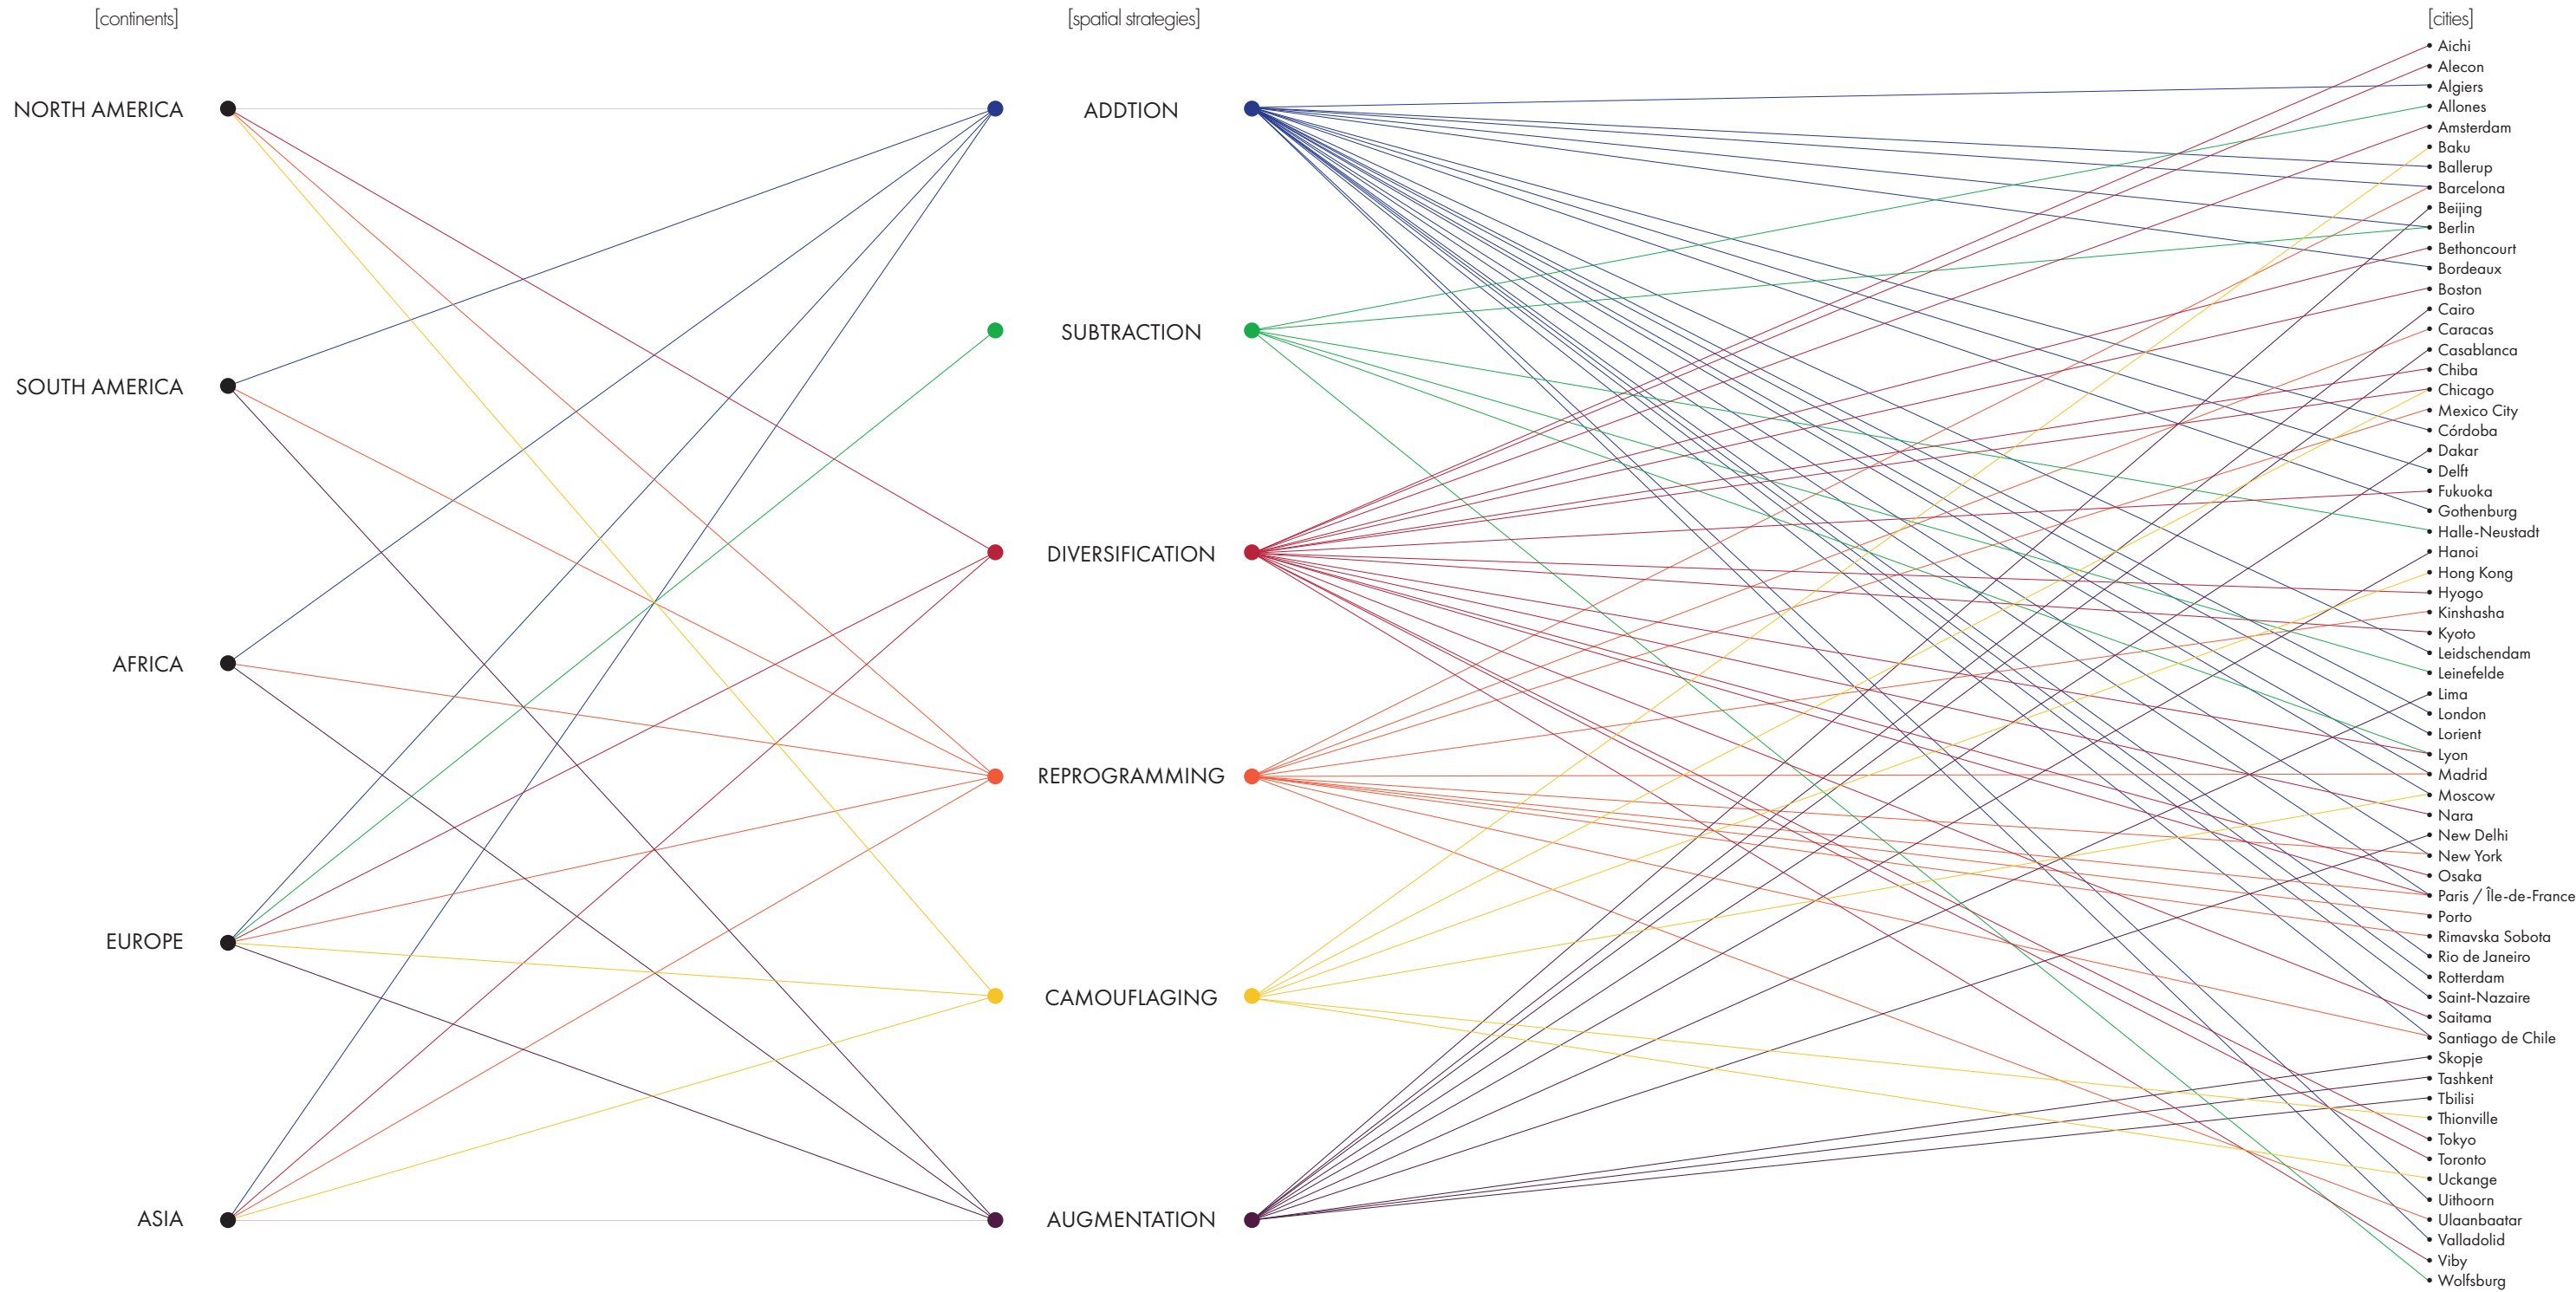 [continents]
[spatial strategies]
[cities]
NORTH AMERICA
SOUTH AMERICA
AFRICA
EUROPE
ASIA
ADDTION
SUBTRACTION
DIVERSIFICATION
REPROGRAMMING
CAMOUFLAGING
AUGMENTATION
Aichi
Alecon
Algiers
Allones
Amsterdam
Baku
Ballerup
Barcelona
Beijing
Berlin
Bethoncourt
Bordeaux
Boston
Cairo
Caracas
Casablanca
Chiba
Chicago
Mexico City
Córdoba
Dakar
Delft
Fukuoka
Gothenburg
Halle-Neustadt
Hanoi
Hong Kong
Hyogo
Kinshasha
Kyoto
Leidschendam
Leinefelde
Lima
London
Lorient
Lyon
Madrid
Moscow
Nara
New Delhi
New York
Osaka
Paris / Île-de-France
Porto
Rimavska Sobota
Rio de Janeiro
Rotterdam
Saint-Nazaire
Saitama
Santiago de Chile
Skopje
Tashkent
Tbilisi
Thionville
Tokyo
Toronto
Uckange
Uithoorn
Ulaanbaatar
Valladolid
Viby
Wolfsburg